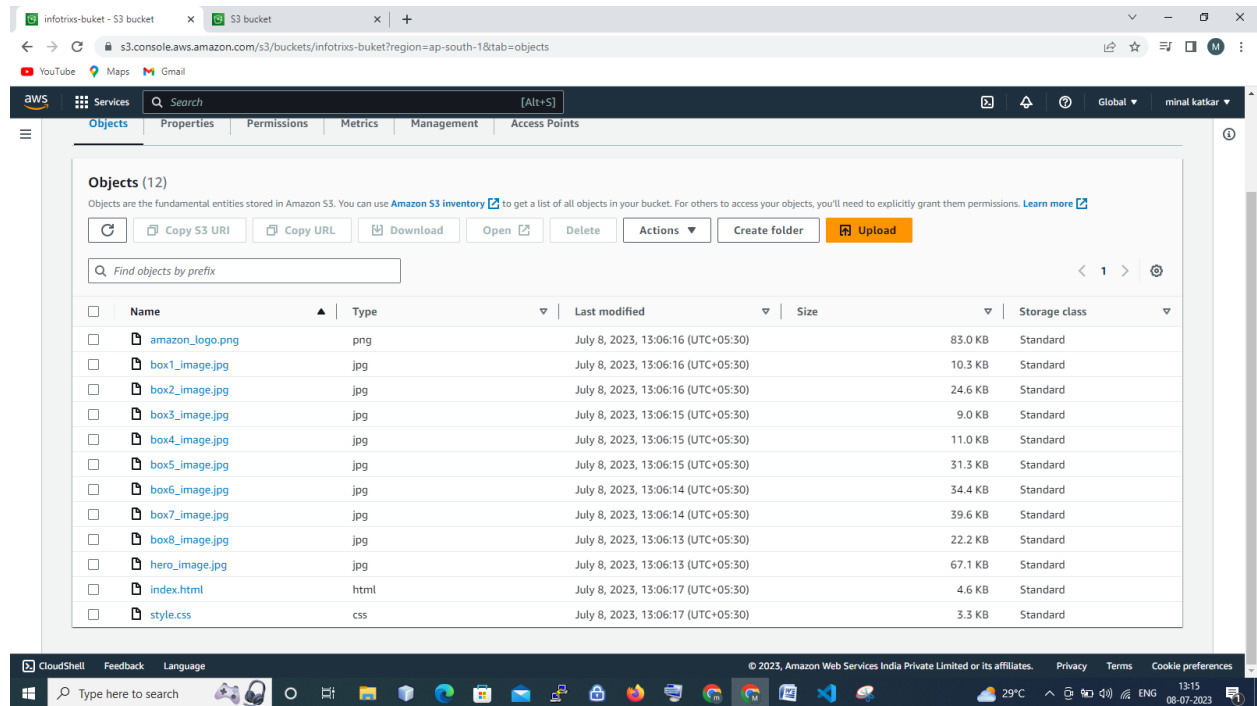 infotrixs-buket - S3 bucket S3 bucket
s3.console.aws.amazon.com/s3/buckets/infotrixs-buket?region=ap-south-1&tab=objects M
YouTube Maps Gmail
aws Services Search [Alt+S] Global minal katkar
Objects Properties Permissions Metrics Management Access Points
Objects (12)
Objects are the fundamental entities stored in Amazon S3. You can use Amazon S3 inventory to get a list of all objects in your bucket. For others to access your objects, you'll need to explicitly grant them permissions. Learn more
Copy S3 URI Copy URL Download Open Delete Actions Create folder Upload
Find objects by prefix 1
Name Type Last modified Size Storage class
amazon_logo.png png July 8, 2023, 13:06:16 (UTC+05:30) 83.0 KB Standard
box1_image.jpg jpg July 8, 2023, 13:06:16 (UTC+05:30) 10.3 KB Standard
box2_image.jpg jpg July 8, 2023, 13:06:16 (UTC+05:30) 24.6 KB Standard
box3_image.jpg jpg July 8, 2023, 13:06:15 (UTC+05:30) 9.0 KB Standard
box4_image.jpg jpg July 8, 2023, 13:06:15 (UTC+05:30) 11.0 KB Standard
box5_image.jpg jpg July 8, 2023, 13:06:15 (UTC+05:30) 31.3 KB Standard
box6_image.jpg jpg July 8, 2023, 13:06:14 (UTC+05:30) 34.4 KB Standard
box7_image.jpg jpg July 8, 2023, 13:06:14 (UTC+05:30) 39.6 KB Standard
box8_image.jpg jpg July 8, 2023, 13:06:13 (UTC+05:30) 22.2 KB Standard
hero_image.jpg jpg July 8, 2023, 13:06:13 (UTC+05:30) 67.1 KB Standard
index.html html July 8, 2023, 13:06:17 (UTC+05:30) 4.6 KB Standard
style.css css July 8, 2023, 13:06:17 (UTC+05:30) 3.3 KB Standard
CloudShell Feedback Language © 2023, Amazon Web Services India Private Limited or its affiliates. Privacy Terms Cookie preferences
Type here to search 29°C ENG 13:15
08-07-2023